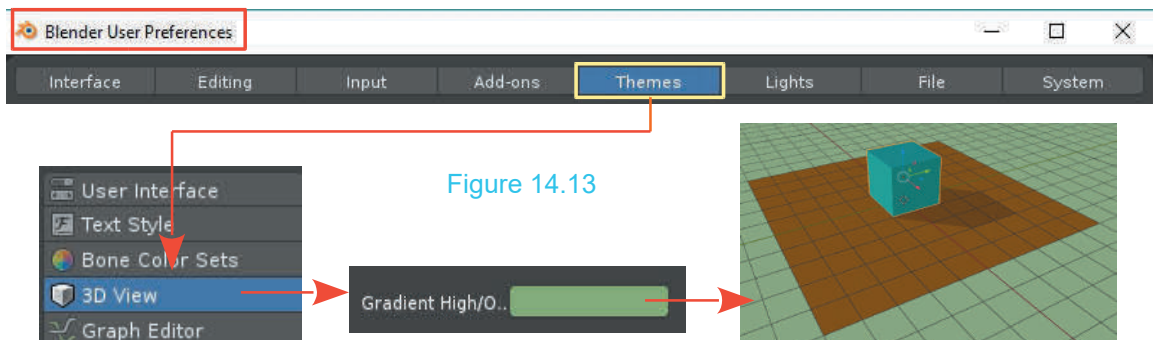 Blender User Preferences
Interface Editing Input Add-ons Themes Lights File System
Figure 14.13
User Interface
Text Style
Bone Color Sets
3D View
Graph Editor
Gradient High/O..